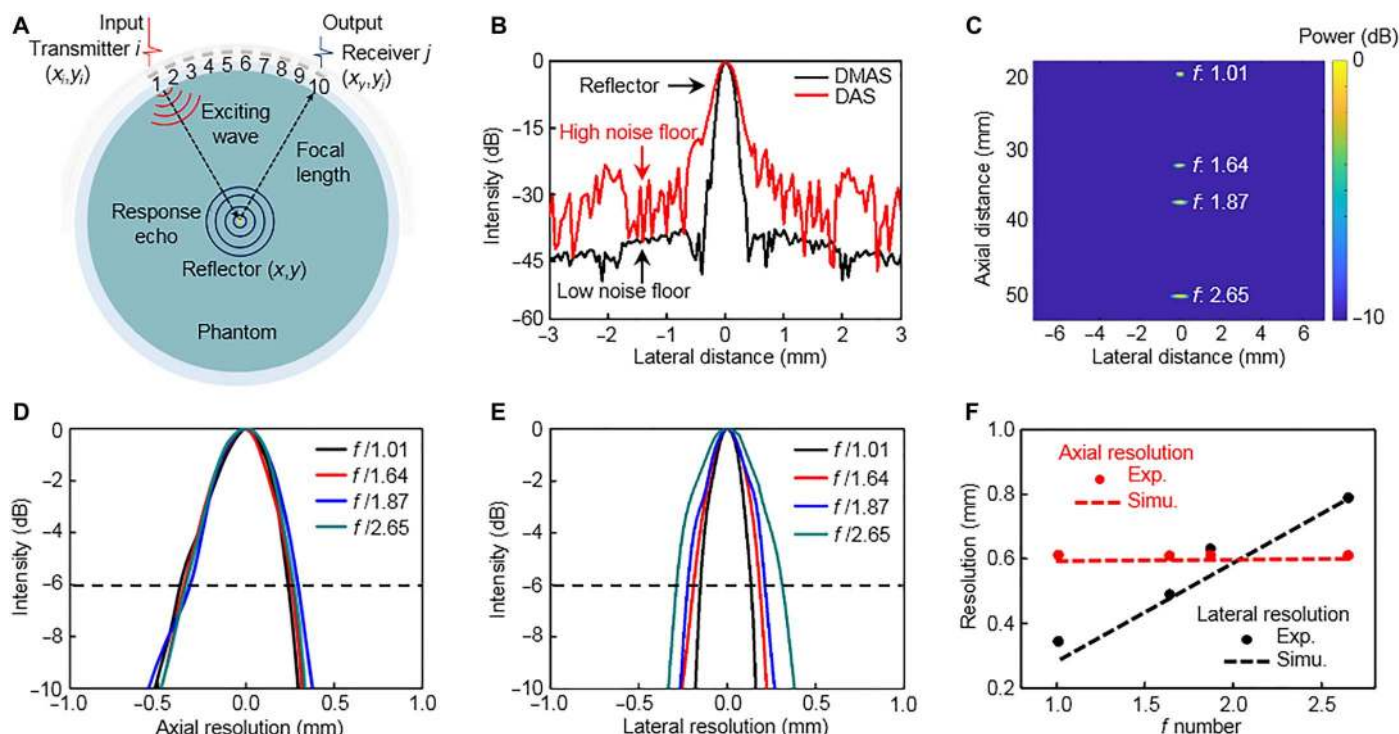 A
Input
Transmitter i
(xi,yi)
Output
Receiver j
(xy,yj)
1 2 3 4 5 6 7 8 9 10
Exciting
wave
Focal
length
Response
echo
Reflector (x,y)
Phantom
B
0
−15
−30
−45
−60
Intensity (dB)
Reflector
DMAS
DAS
High noise floor
Low noise floor
−3 −2 −1 0 1 2 3
Lateral distance (mm)
C
Power (dB)
0
−10
20
30
40
50
Axial distance (mm)
f: 1.01
f: 1.64
f: 1.87
f: 2.65
−6 −4 −2 0 2 4 6
Lateral distance (mm)
D
0
−2
−4
−6
−8
−10
Intensity (dB)
f/1.01
f/1.64
f/1.87
f/2.65
−1.0 −0.5 0.0 0.5 1.0
Axial resolution (mm)
E
0
−2
−4
−6
−8
−10
Intensity (dB)
f/1.01
f/1.64
f/1.87
f/2.65
−1.0 −0.5 0.0 0.5 1.0
Lateral resolution (mm)
F
1.0
0.8
0.6
0.4
0.2
Resolution (mm)
Axial resolution
Exp.
Simu.
Lateral resolution
Exp.
Simu.
1.0 1.5 2.0 2.5
f number